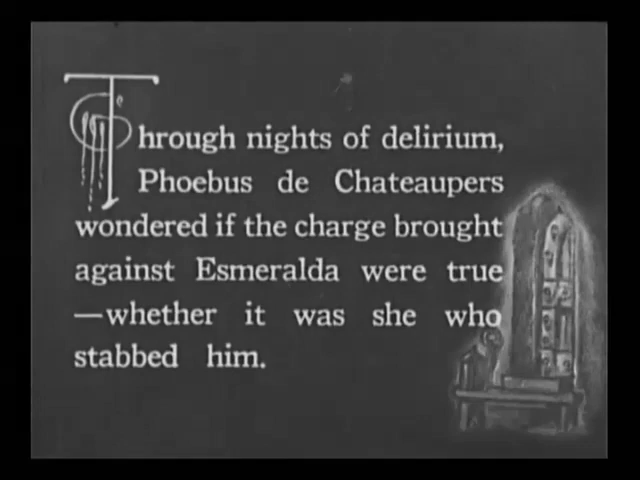 Through nights of delirium,
Phoebus de Chateaupers
wondered if the charge brought
against Esmeralda were true
—whether it was she who
stabbed him.